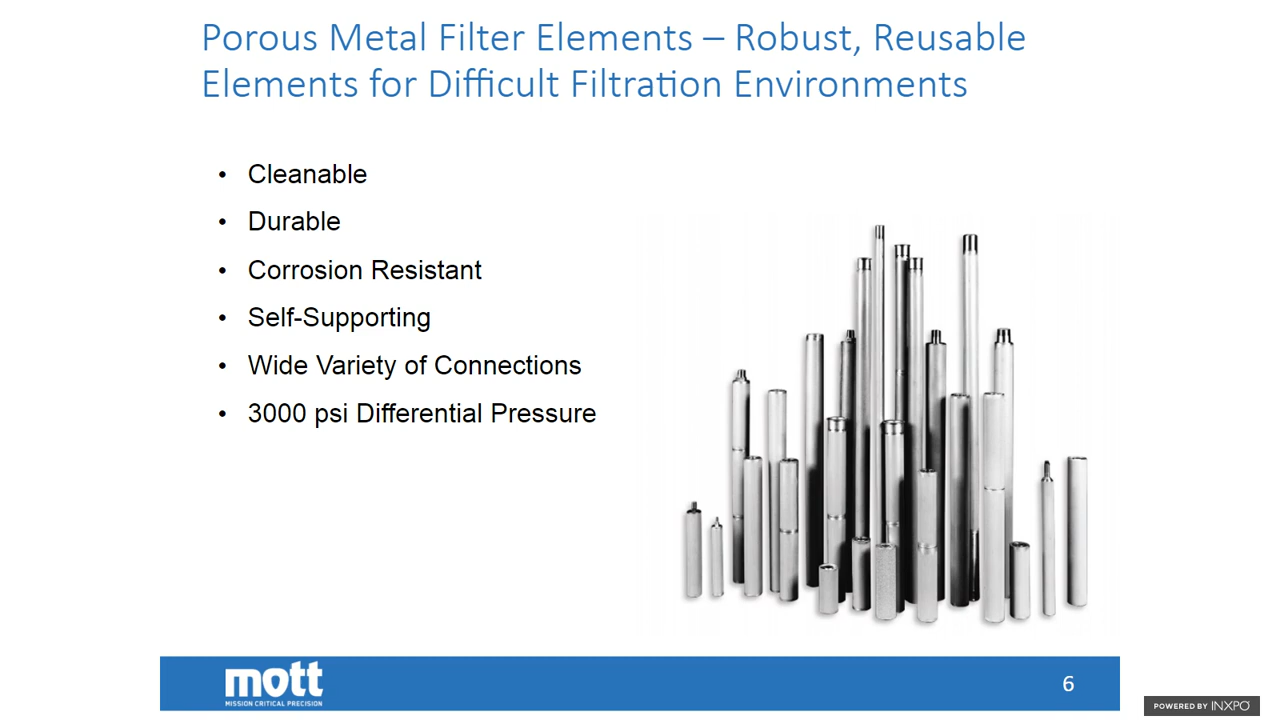 Porous Metal Filter Elements – Robust, Reusable
Elements for Difficult Filtration Environments
• Cleanable
• Durable
• Corrosion Resistant
• Self-Supporting
• Wide Variety of Connections
• 3000 psi Differential Pressure
mott
MISSION CRITICAL PRECISION
6
POWERED BY INXPO